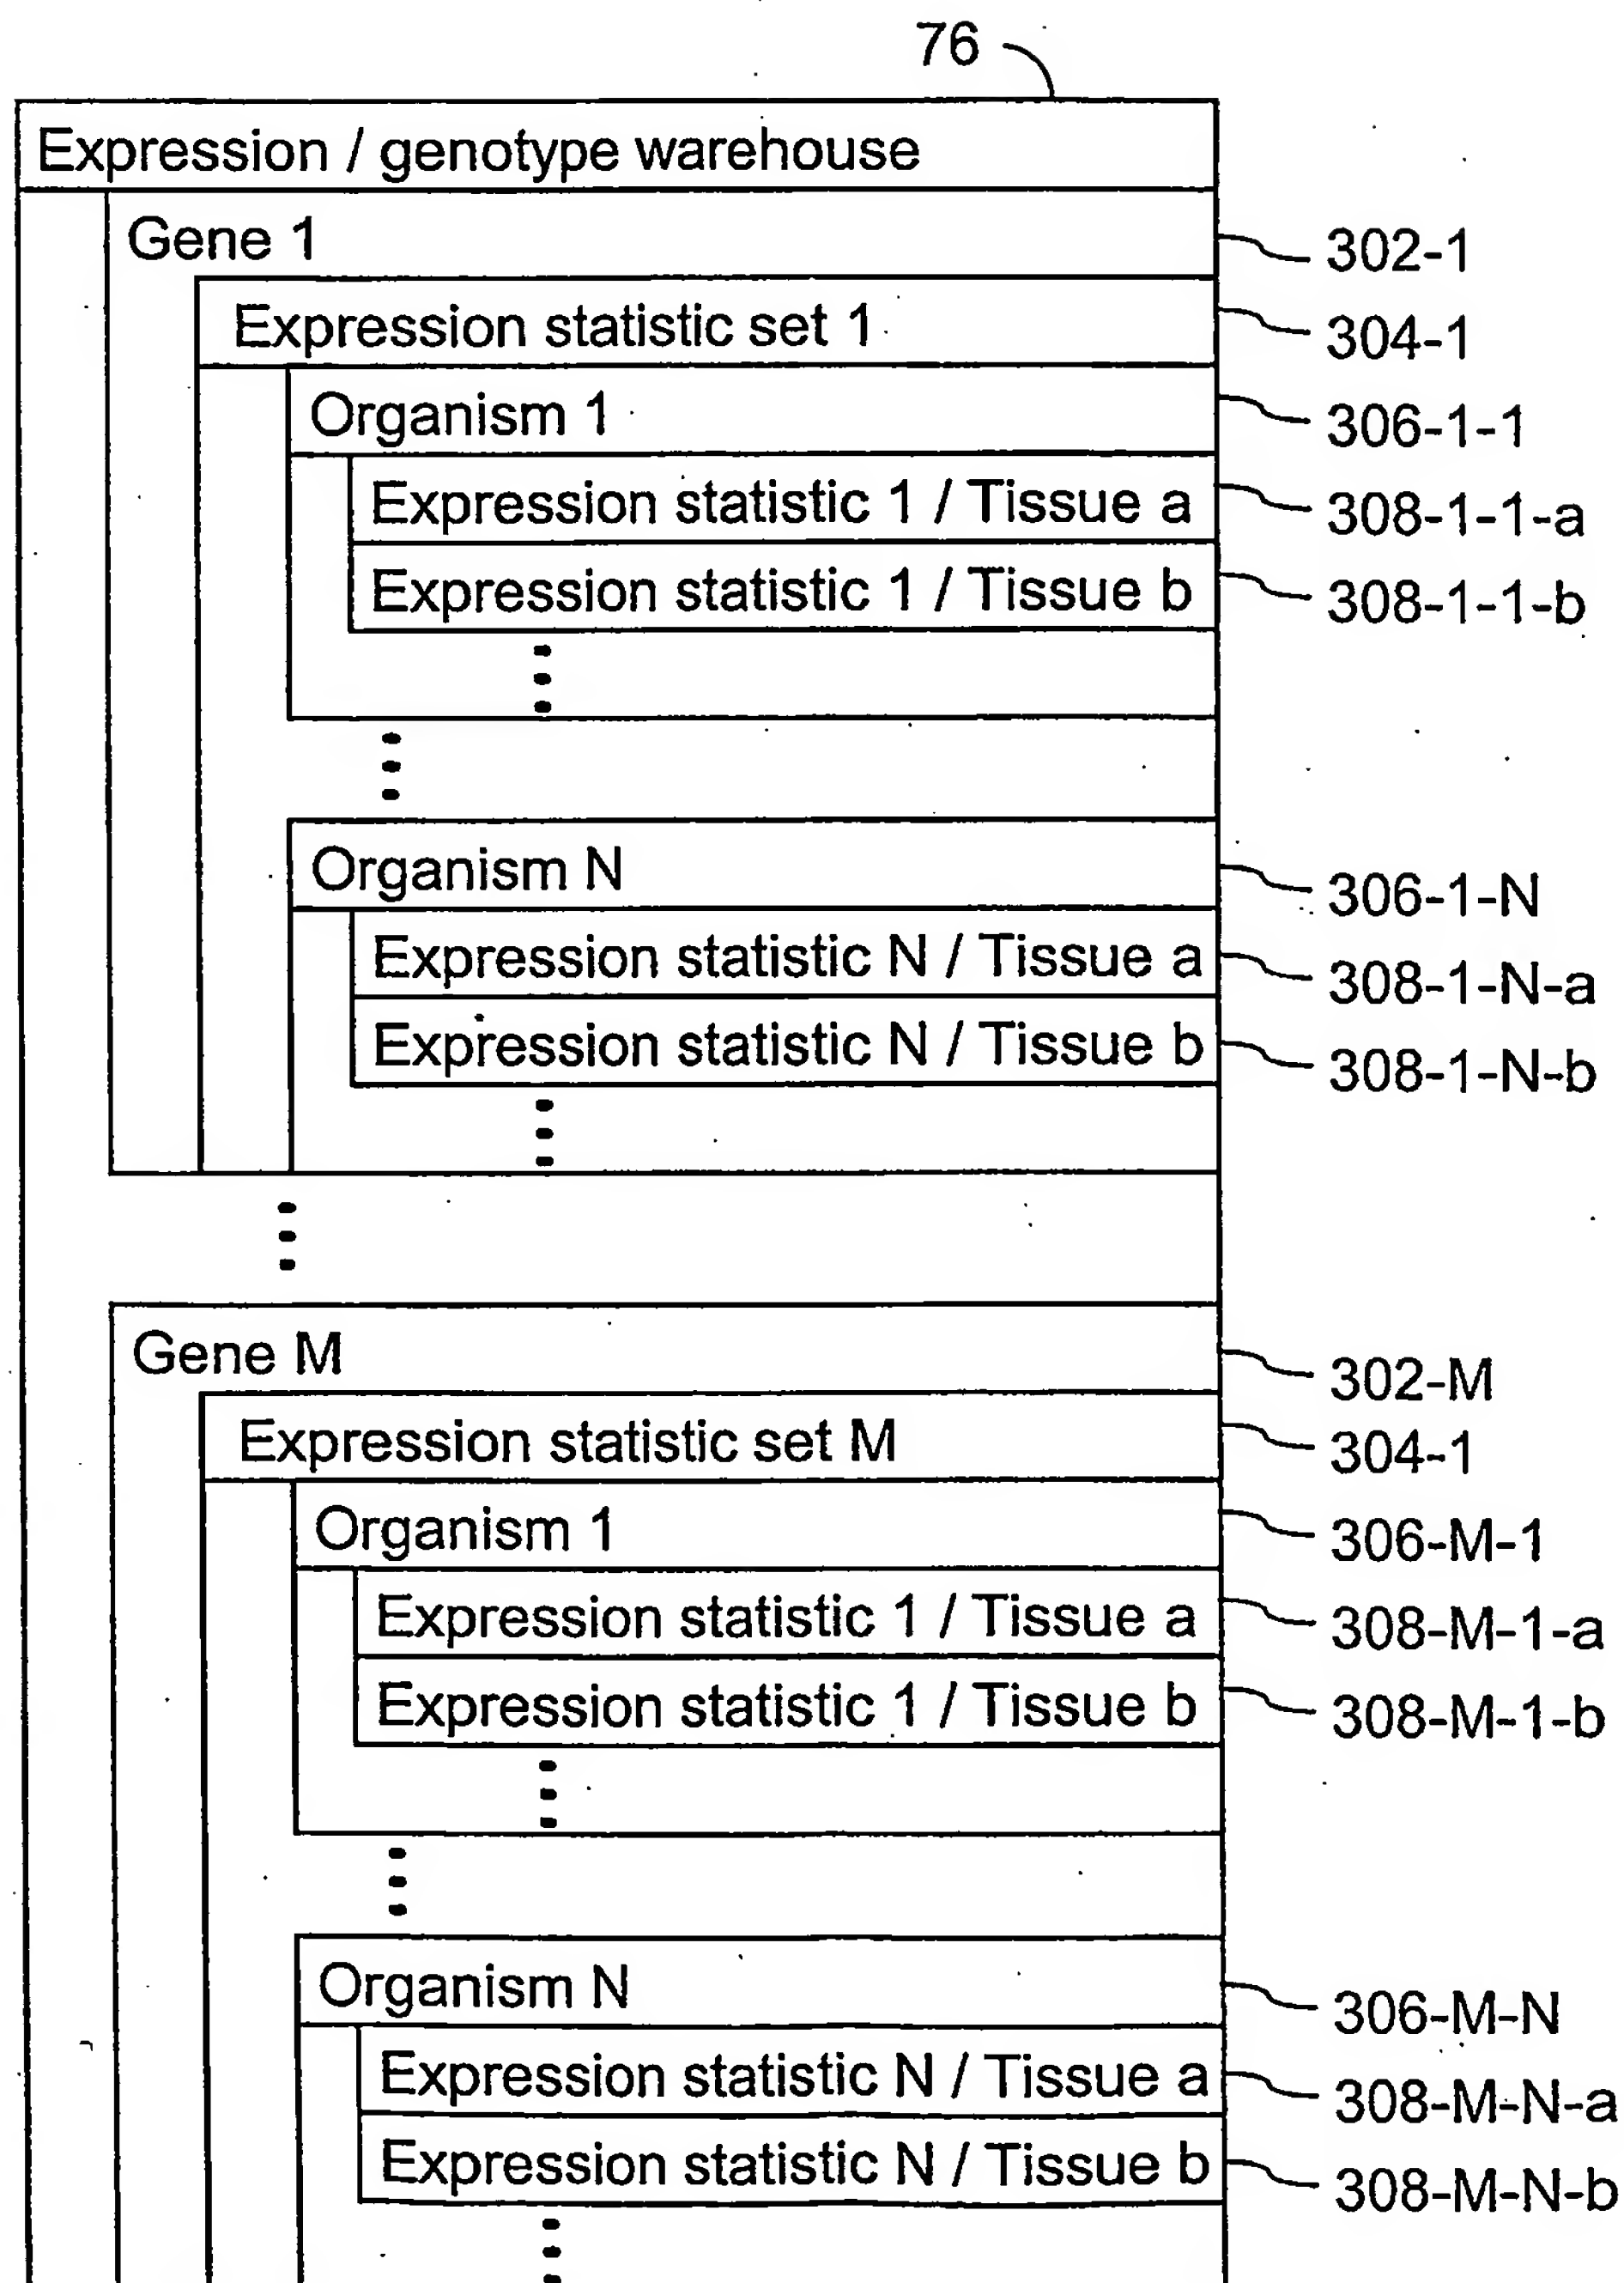 76
Expression / genotype warehouse
Gene 1
302-1
Expression statistic set 1
304-1
Organism 1
306-1-1
Expression statistic 1 / Tissue a
308-1-1-a
Expression statistic 1 / Tissue b
308-1-1-b
Organism N
306-1-N
Expression statistic N / Tissue a
308-1-N-a
Expression statistic N / Tissue b
308-1-N-b
Gene M
302-M
Expression statistic set M
304-1
Organism 1
306-M-1
Expression statistic 1 / Tissue a
308-M-1-a
Expression statistic 1 / Tissue b
308-M-1-b
Organism N
306-M-N
Expression statistic N / Tissue a
308-M-N-a
Expression statistic N / Tissue b
308-M-N-b